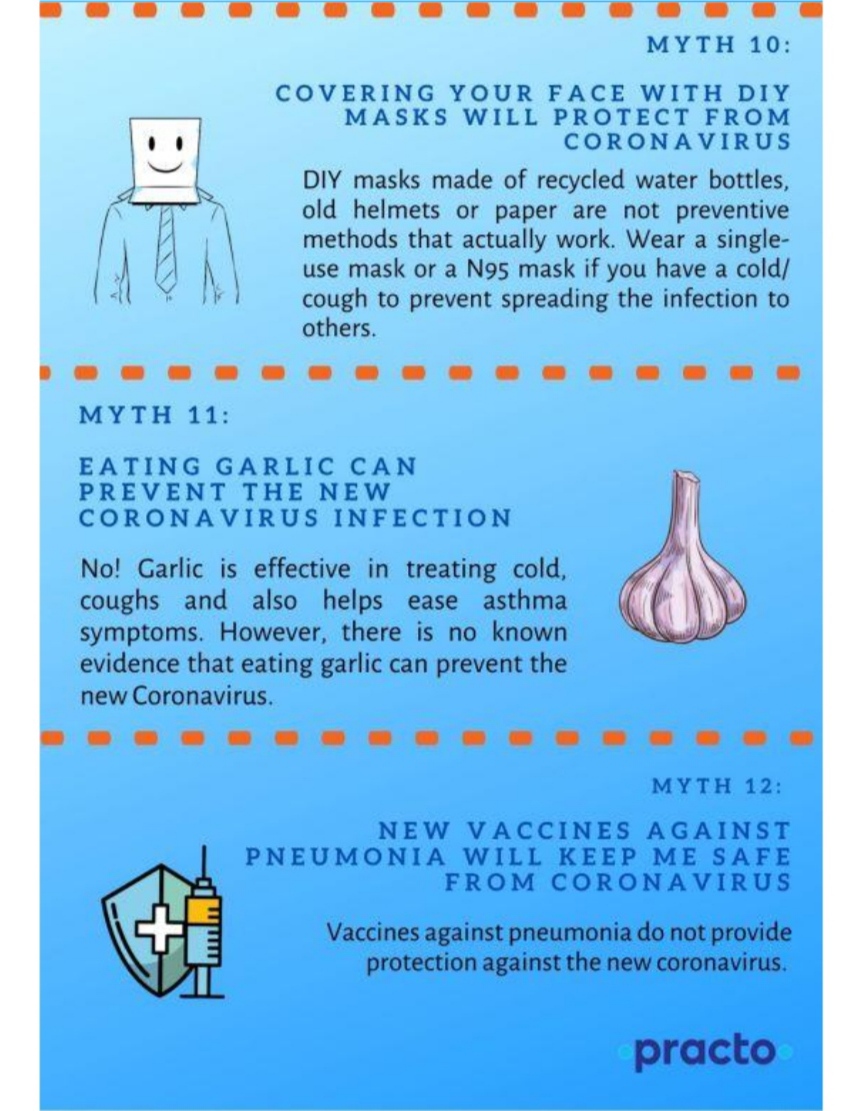 MYTH 10:
COVERING YOUR FACE WITH DIY
MASKS WILL PROTECT FROM
CORONAVIRUS
DIY masks made of recycled water bottles,
old helmets or paper are not preventive
methods that actually work. Wear a single-
use mask or a N95 mask if you have a cold/
cough to prevent spreading the infection to
others.
MYTH 11:
EATING GARLIC CAN
PREVENT THE NEW
CORONAVIRUS INFECTION
No! Garlic is effective in treating cold,
coughs and also helps ease asthma
symptoms. However, there is no known
evidence that eating garlic can prevent the
new Coronavirus.
MYTH 12:
NEW VACCINES AGAINST
PNEUMONIA WILL KEEP ME SAFE
FROM CORONAVIRUS
Vaccines against pneumonia do not provide
protection against the new coronavirus.
practo